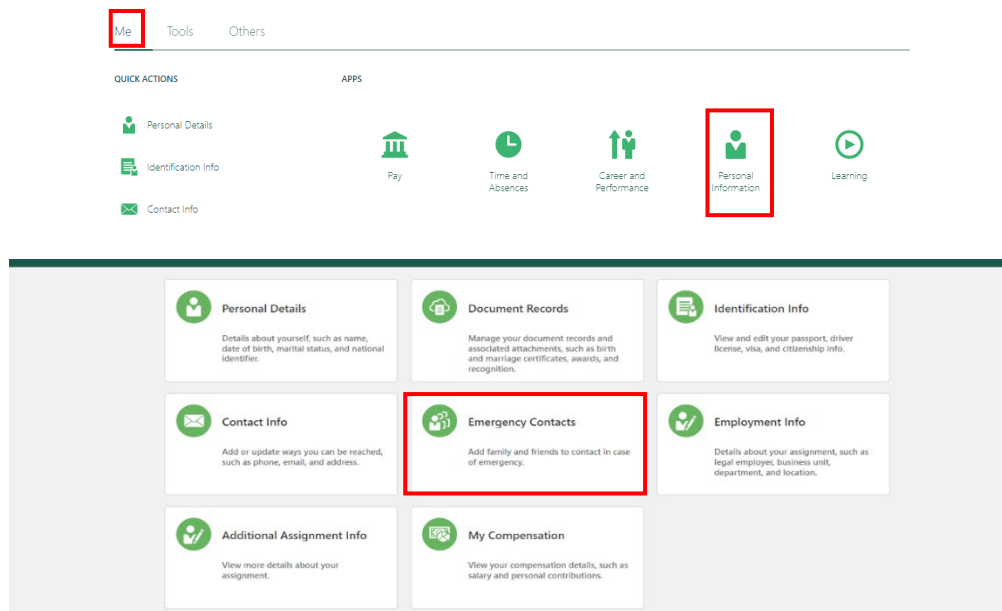 Me Tools Others
QUICK ACTIONS APPS
Personal Details
Identification Info
Contact Info
Pay
Time and
Absences
Career and
Performance
Personal
Information
Learning
Personal Details
Details about yourself, such as name,
date of birth, marital status, and national
identifier.
Document Records
Manage your document records and
associated attachments, such as birth
and marriage certificates, awards, and
recognition.
Identification Info
View and edit your passport, driver
license, visa, and citizenship info.
Contact Info
Add or update ways you can be reached,
such as phone, email, and address.
Emergency Contacts
Add family and friends to contact in case
of emergency.
Employment Info
Details about your assignment, such as
legal employer, business unit,
department, and location.
Additional Assignment Info
View more details about your
assignment.
My Compensation
View your compensation details, such as
salary and personal contributions.